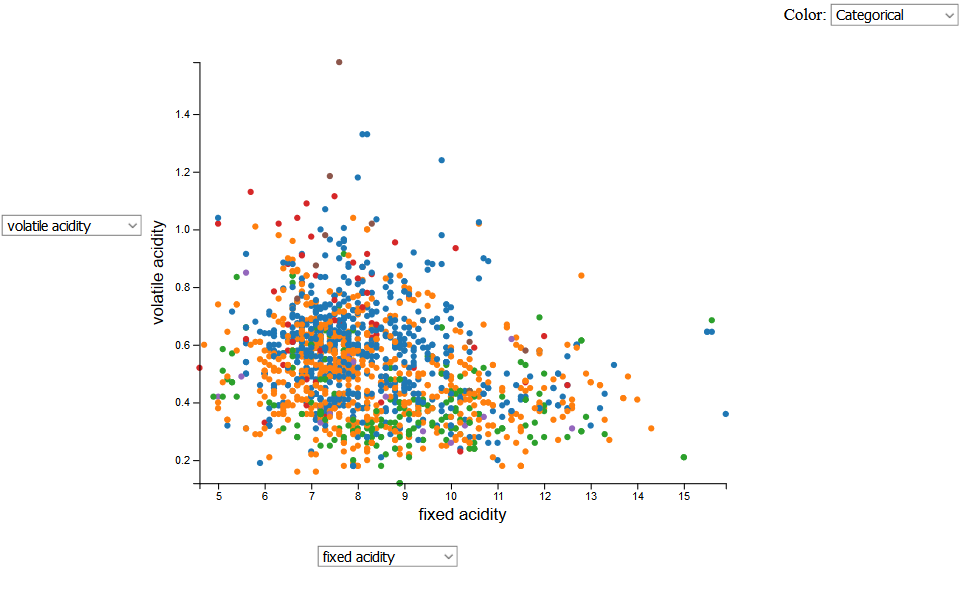 Color: Categorical
1.4
1.2
1.0
0.8
0.6
0.4
0.2
volatile acidity
volatile acidity
5 6 7 8 9 10 11 12 13 14 15
fixed acidity
fixed acidity